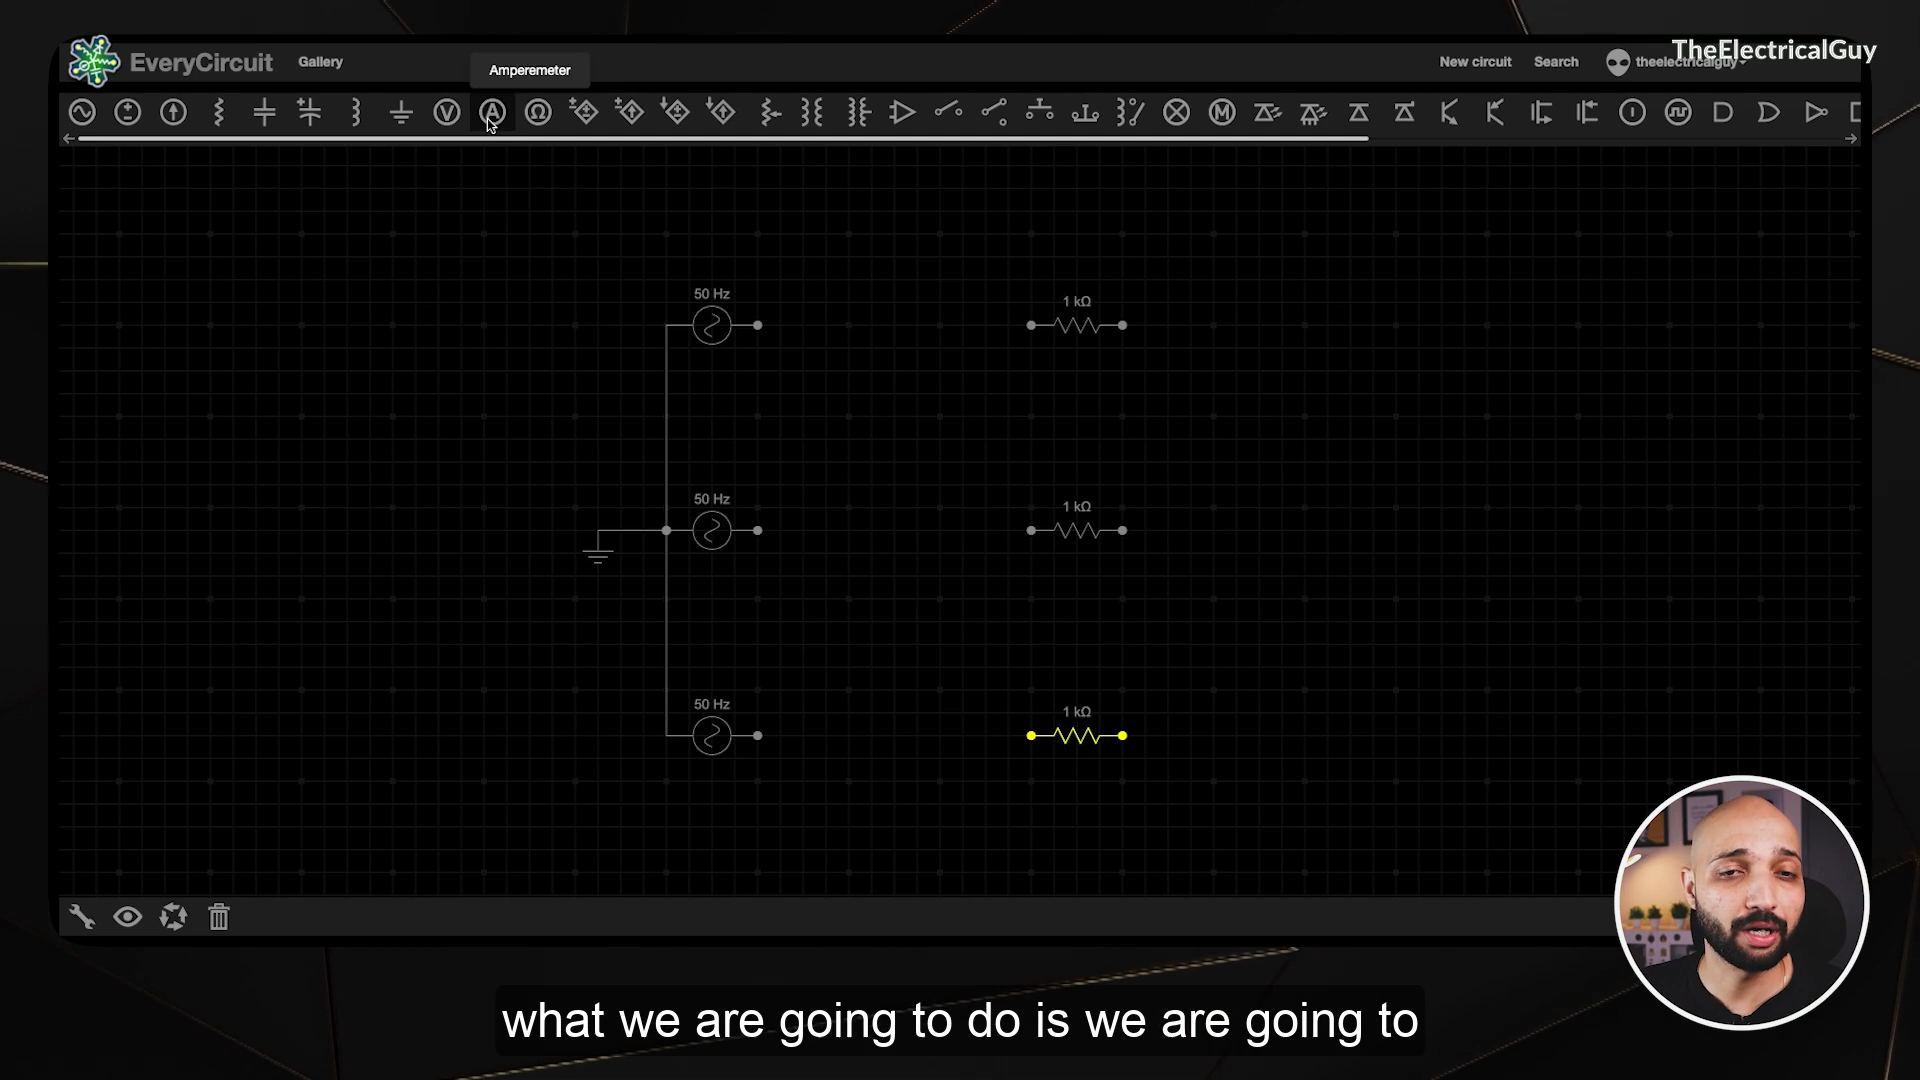 TheElectricalGuy
EveryCircuit
Gallery
Amperemeter
New circuit
Search
theelectricalguy
V
A
Ω
M
50 Hz
1 kΩ
50 Hz
1 kΩ
50 Hz
1 kΩ
what we are going to do is we are going to